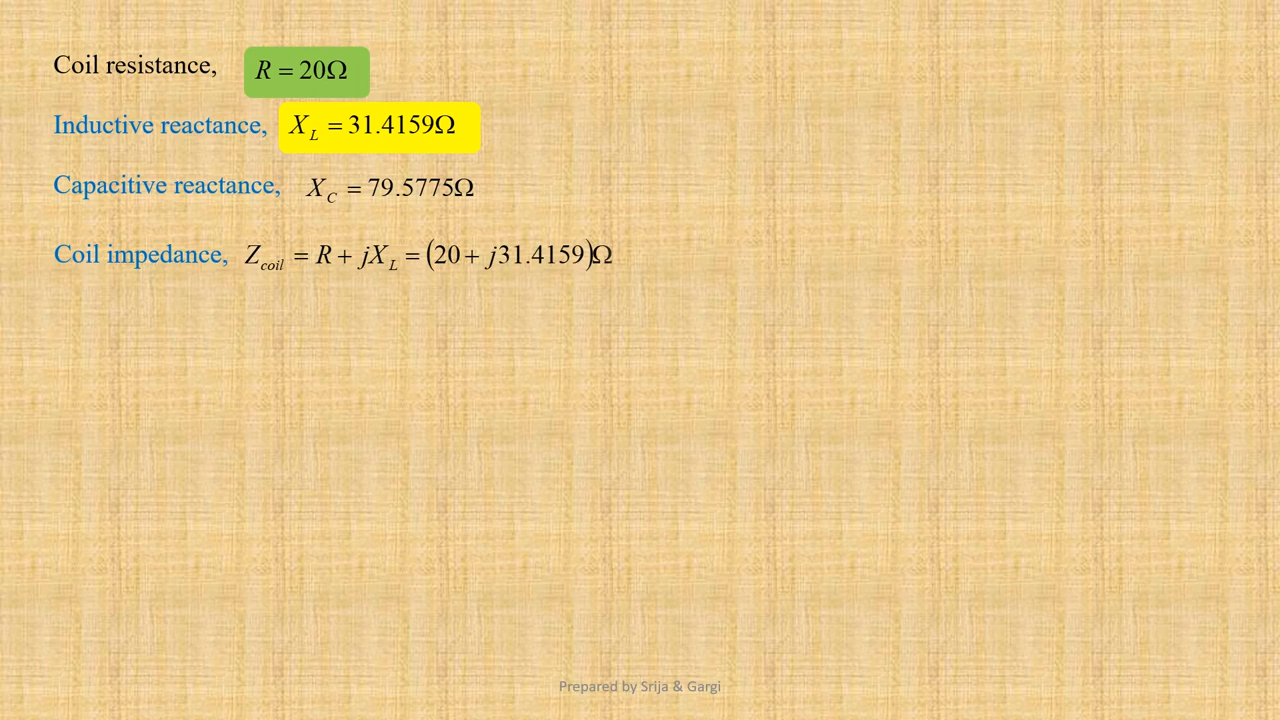 Coil resistance, R = 20Ω
Inductive reactance, X_L = 31.4159Ω
Capacitive reactance, X_C = 79.5775Ω
Coil impedance, Z_coil = R + jX_L = (20 + j31.4159)Ω
Prepared by Srija & Gargi